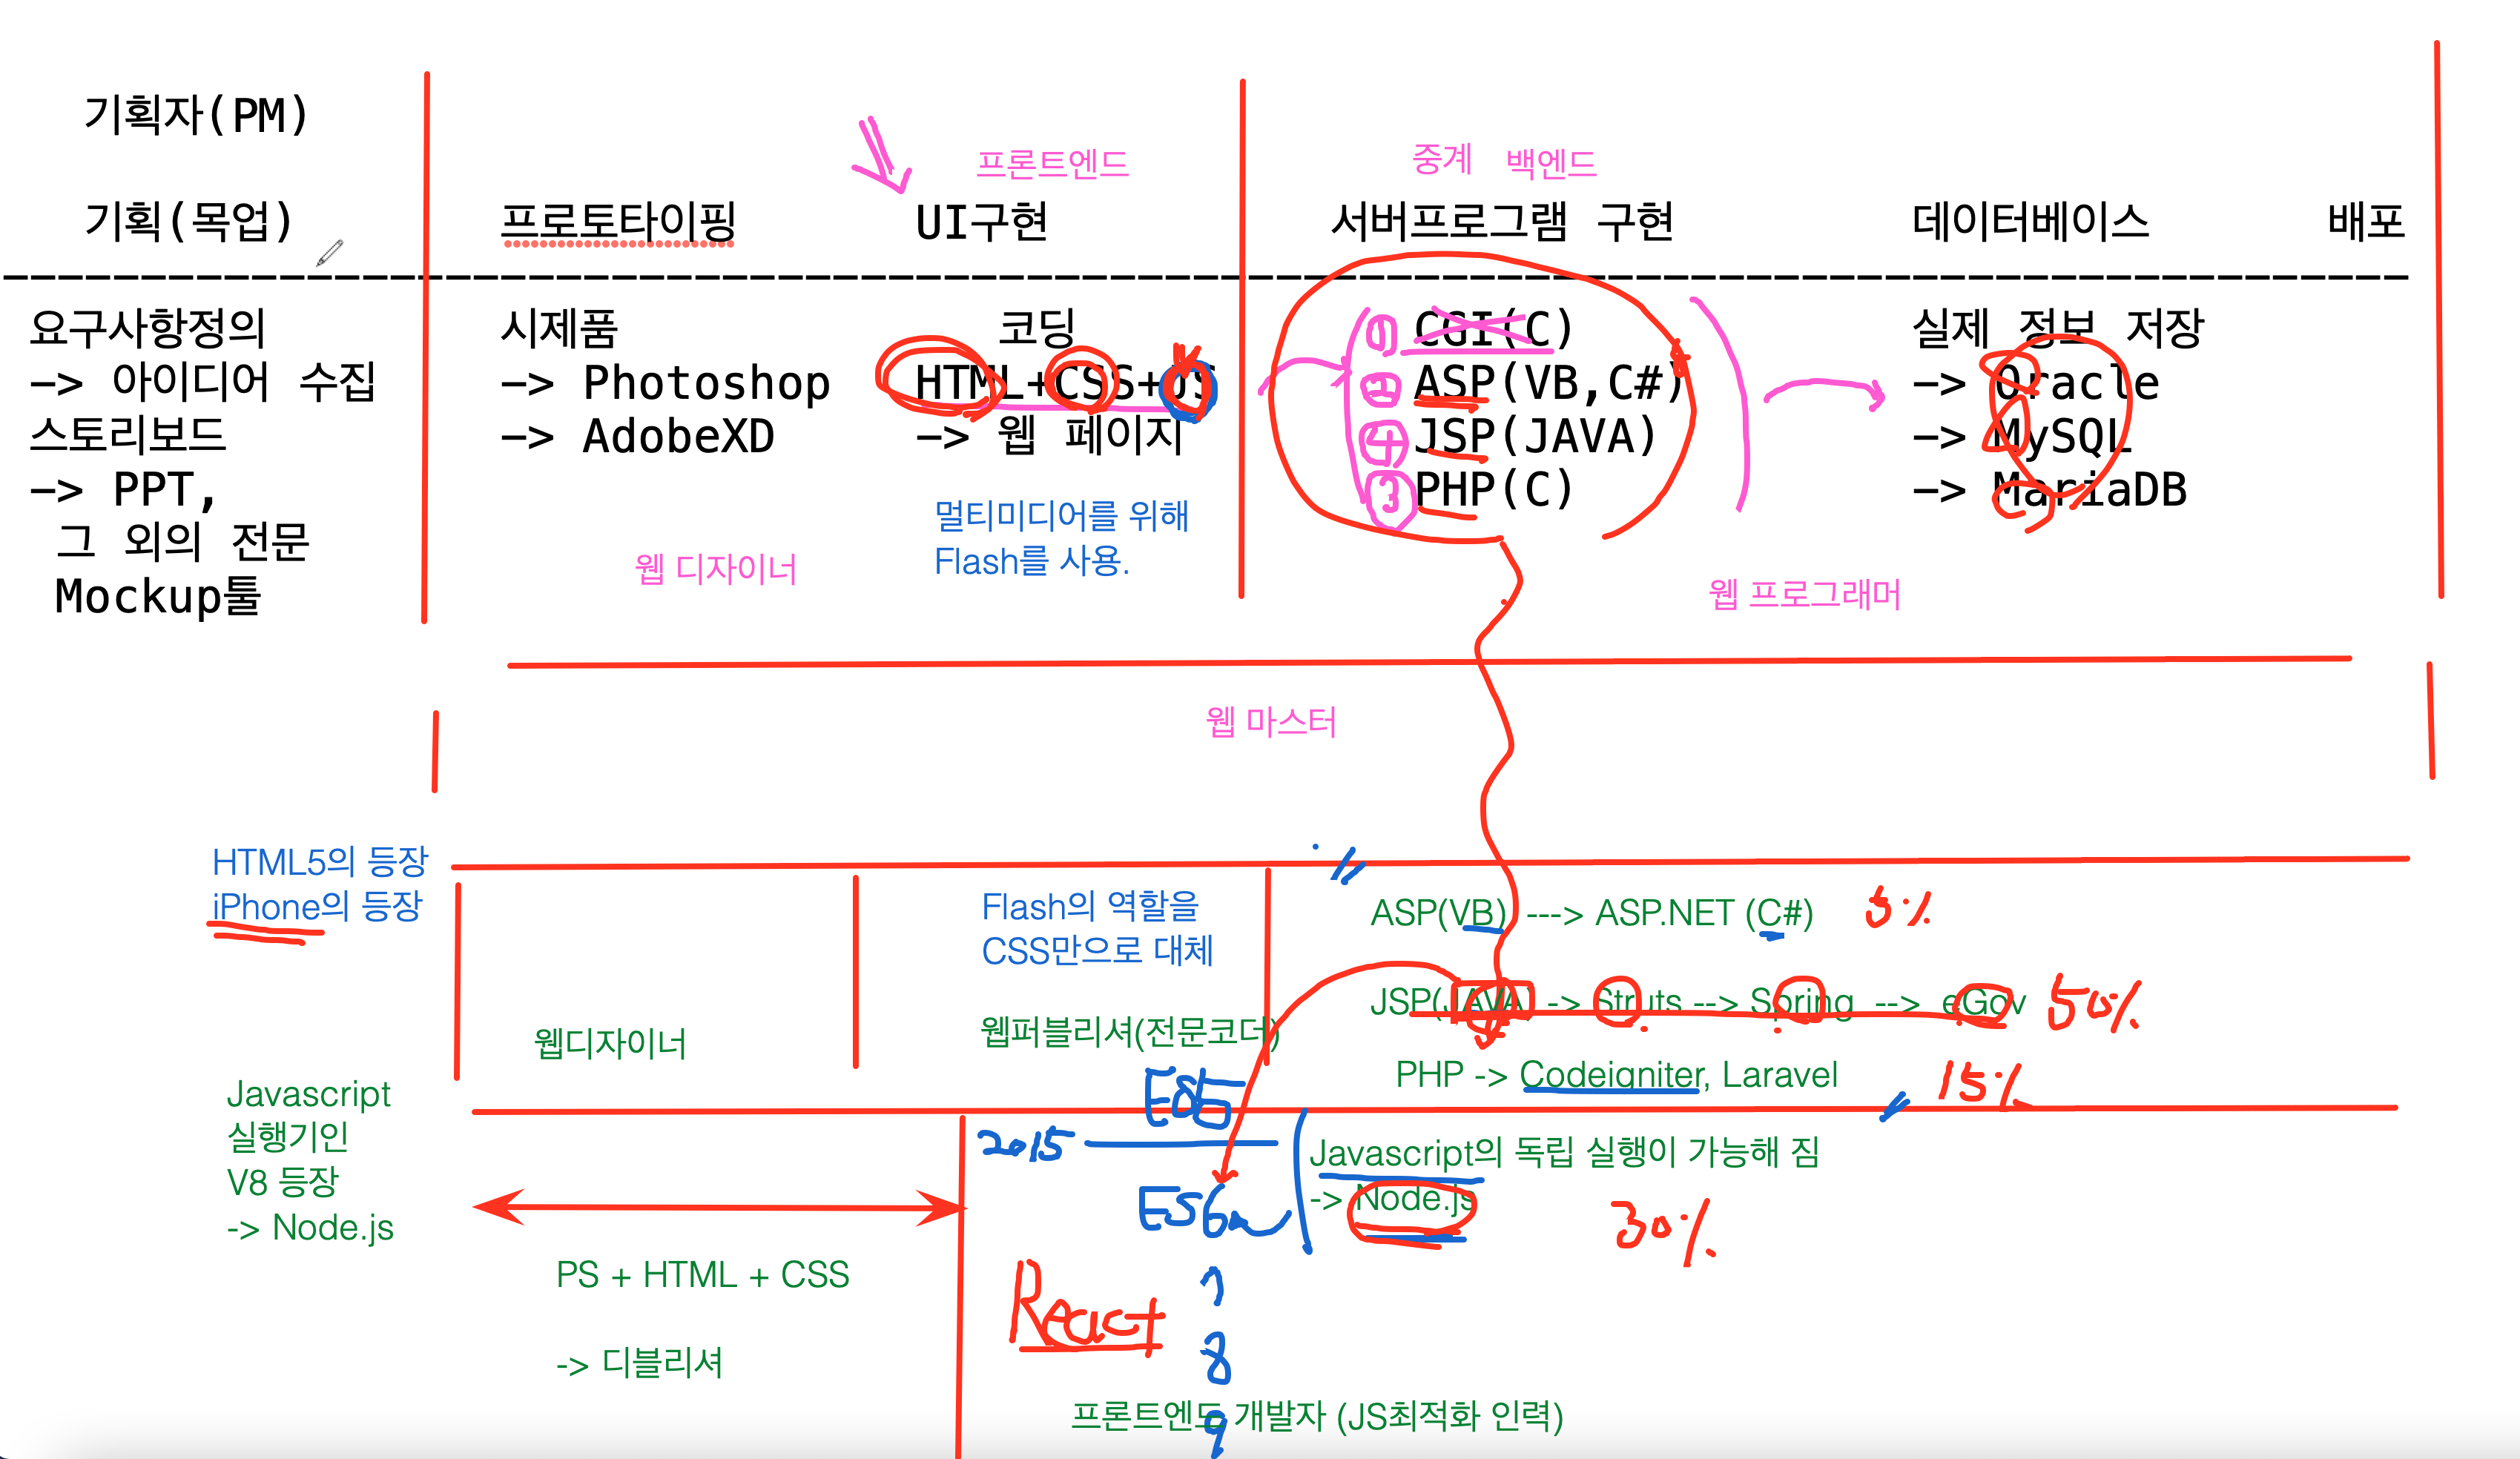 기획자(PM)
프론트엔드
중계 백엔드
기획(목업) 프로토타이핑 UI구현 서버프로그램 구현 데이터베이스 배포
요구사항정의 시제품 코딩 ① CGI(C) 실제 정보 저장
-> 아이디어 수집 -> Photoshop HTML+CSS+JS ② ASP(VB,C#) -> Oracle
스토리보드 -> AdobeXD -> 웹 페이지 ④ JSP(JAVA) -> MySQL
-> PPT, ③ PHP(C) -> MariaDB
그 외의 전문
Mockup툴
멀티미디어를 위해
Flash를 사용.
웹 디자이너
웹 프로그래머
웹 마스터
HTML5의 등장
iPhone의 등장
Flash의 역할을
CSS만으로 대체
웹디자이너
웹퍼블리셔(전문코더)
ASP(VB) ---> ASP.NET (C#) 5%
JSP(JAVA) -> Struts --> Spring --> eGov 50%
PHP -> Codeigniter, Laravel 15%
Javascript
실행기인
V8 등장
-> Node.js
PS + HTML + CSS
-> 디블리셔
2015
ES6
7
8
9
React
Javascript의 독립 실행이 가능해 짐
-> Node.js
30%
프론트엔드 개발자 (JS최적화 인력)